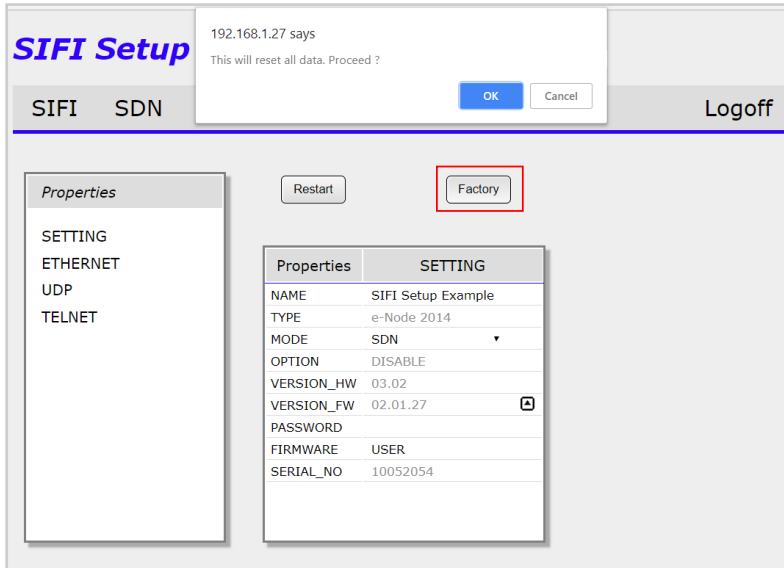 192.168.1.27 says
This will reset all data. Proceed ?
OK Cancel
SIFI Setup
SIFI SDN Logoff
Properties
SETTING
ETHERNET
UDP
TELNET
Restart Factory
Properties SETTING
NAME SIFI Setup Example
TYPE e-Node 2014
MODE SDN
OPTION DISABLE
VERSION_HW 03.02
VERSION_FW 02.01.27
PASSWORD
FIRMWARE USER
SERIAL_NO 10052054